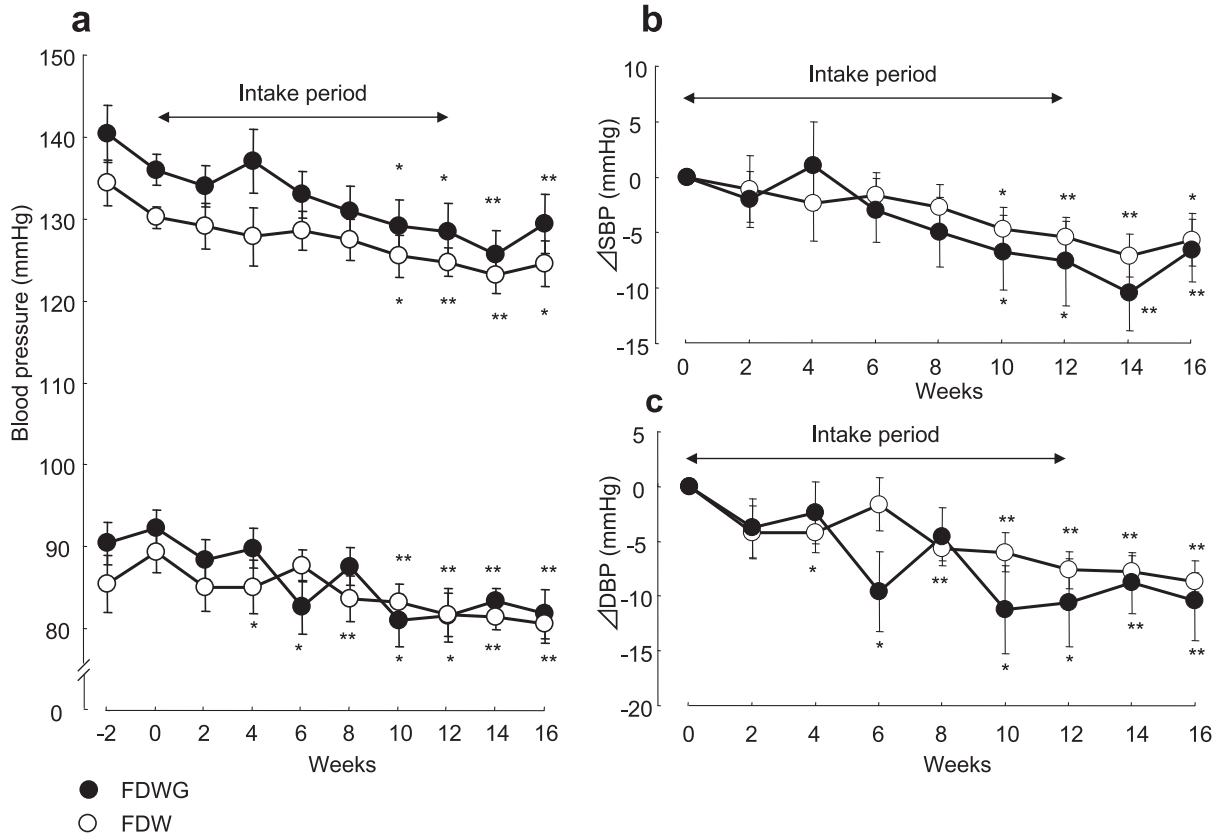 a
Blood pressure (mmHg)
150
140
130
120
110
100
90
80
0
Intake period
* * ** **
* ** ** *
** ** ** **
* * ** * * ** **
-2 0 2 4 6 8 10 12 14 16
Weeks
FDWG
FDW
b
⊿SBP (mmHg)
10
5
0
-5
-10
-15
Intake period
* ** ** *
* * ** **
0 2 4 6 8 10 12 14 16
Weeks
c
⊿DBP (mmHg)
5
0
-5
-10
-15
-20
Intake period
** ** ** **
* * ** * * ** **
0 2 4 6 8 10 12 14 16
Weeks